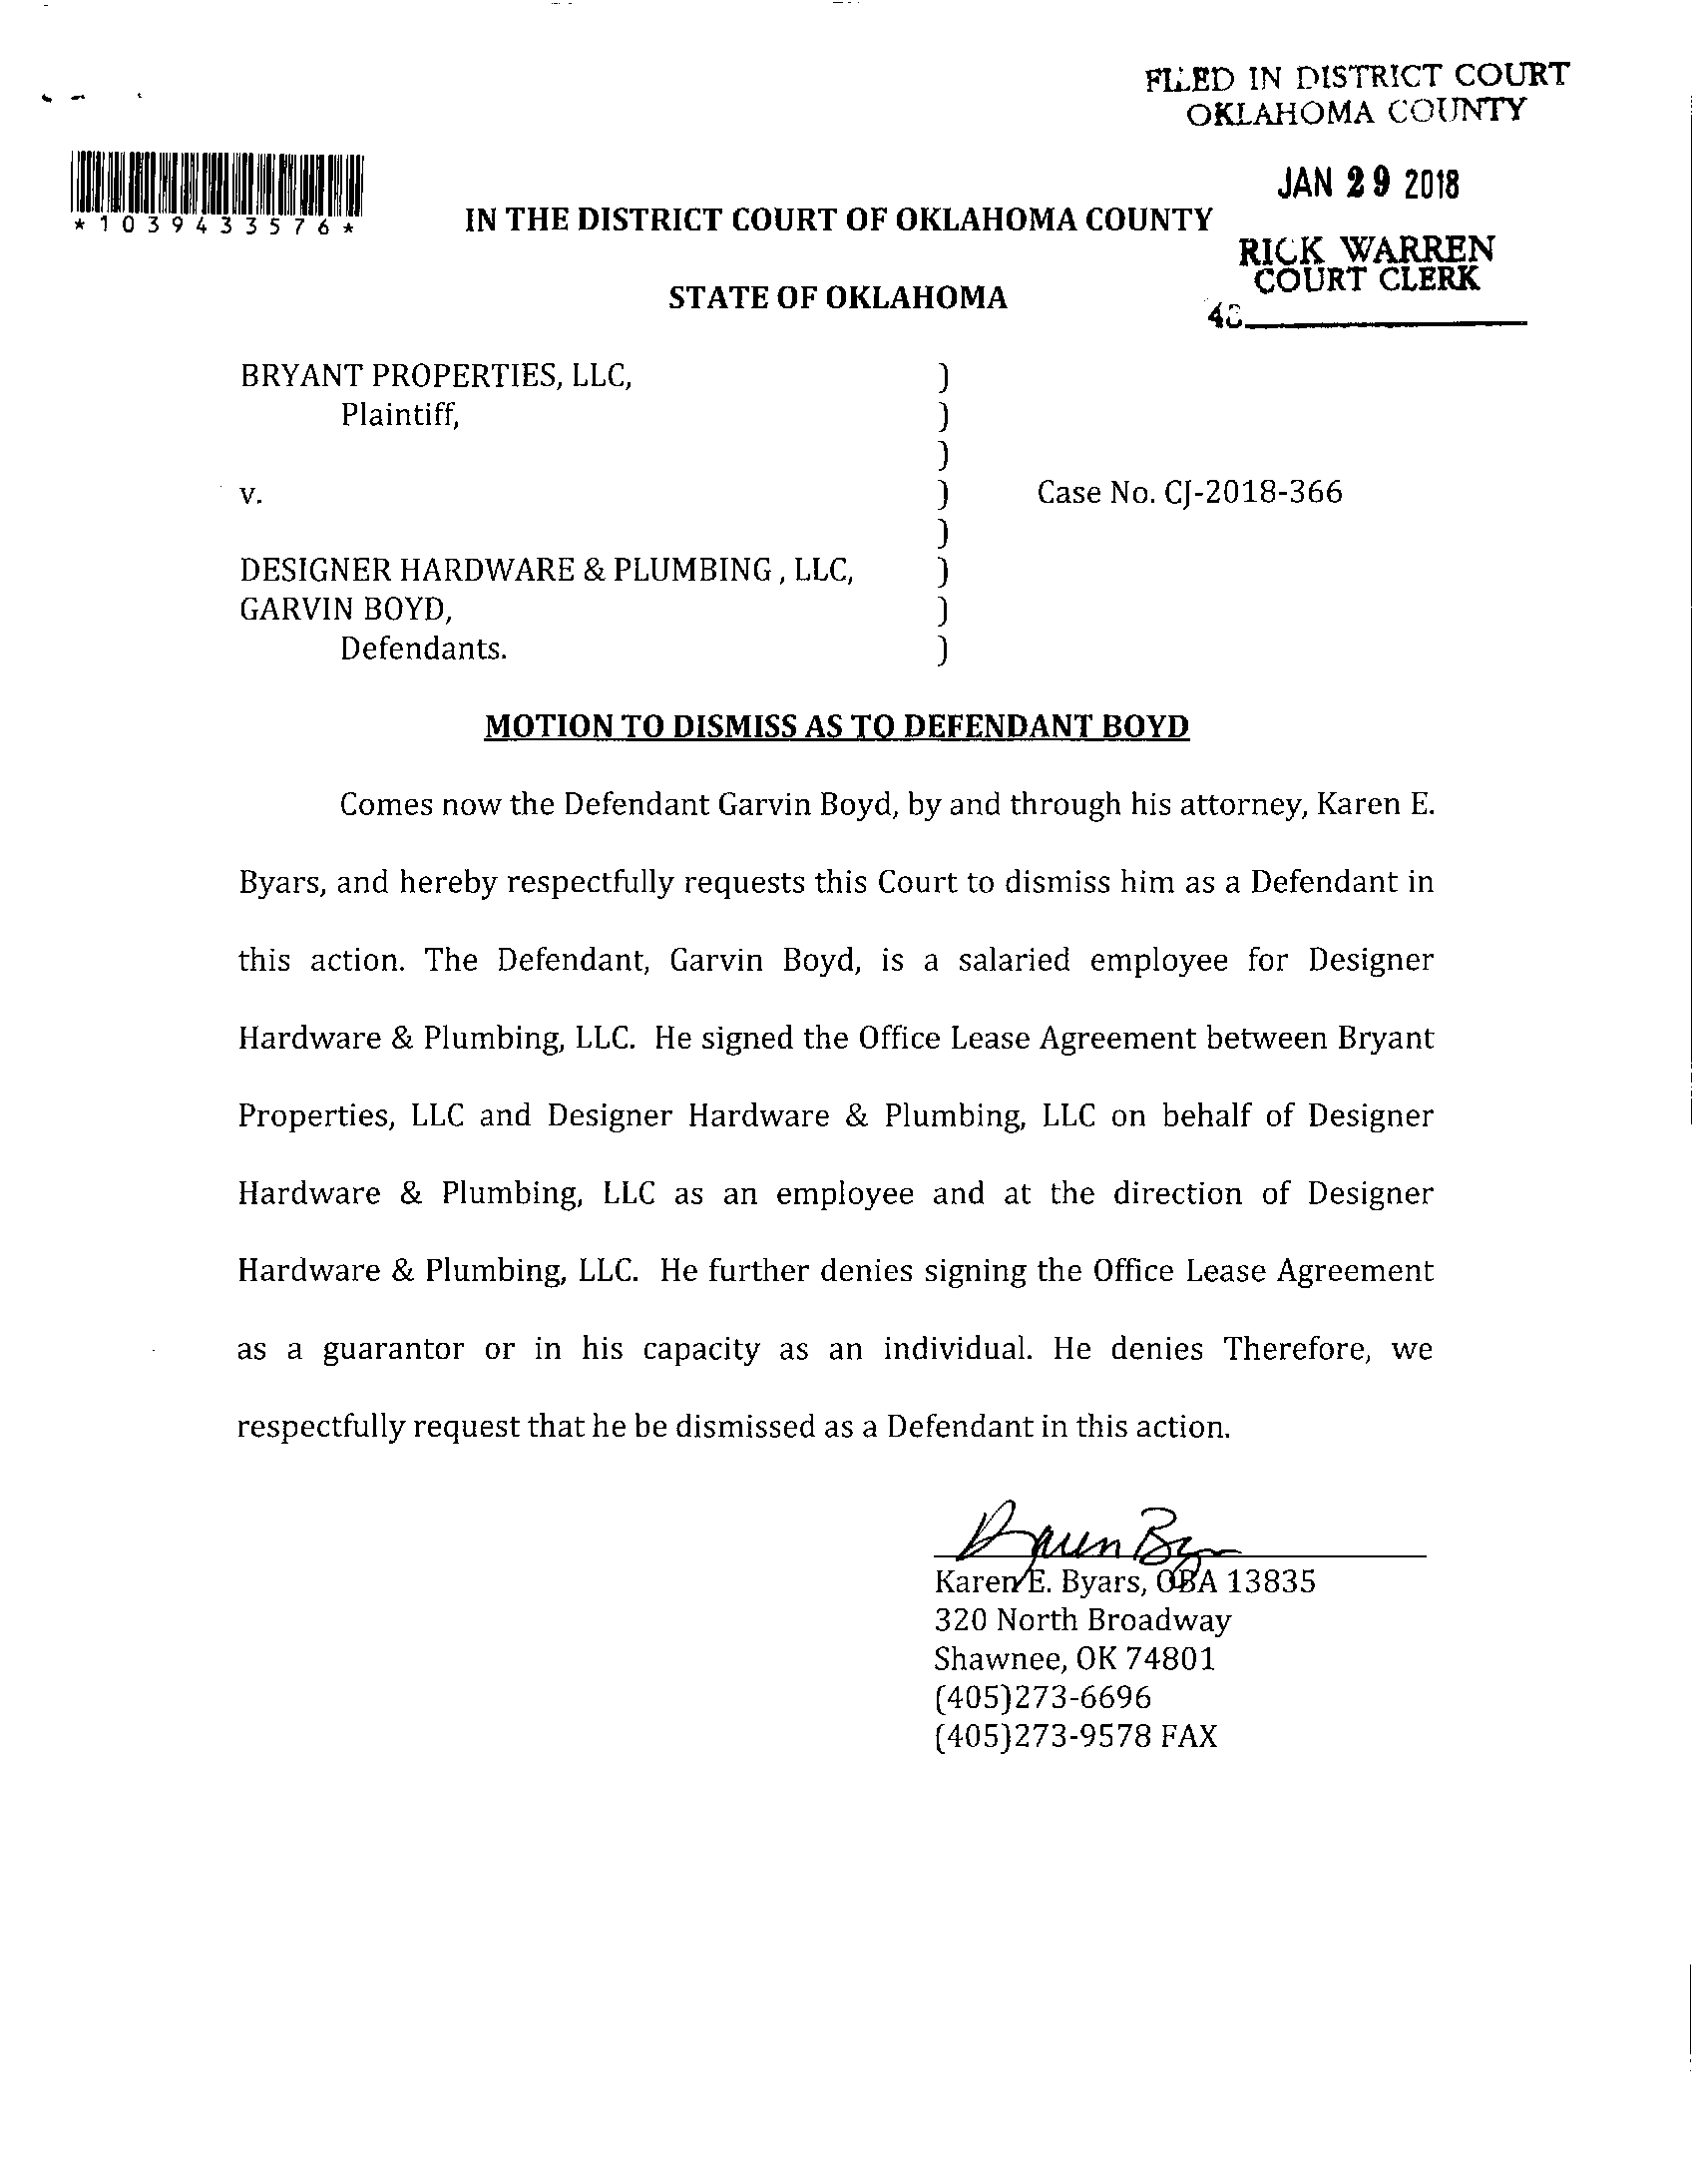 FILED IN DISTRICT COURT
OKLAHOMA COUNTY
JAN 29 2018
RICK WARREN
COURT CLERK
*1039433576*
IN THE DISTRICT COURT OF OKLAHOMA COUNTY
STATE OF OKLAHOMA
BRYANT PROPERTIES, LLC, )
Plaintiff, )
)
v. ) Case No. CJ-2018-366
)
DESIGNER HARDWARE & PLUMBING , LLC, )
GARVIN BOYD, )
Defendants. )
MOTION TO DISMISS AS TO DEFENDANT BOYD
Comes now the Defendant Garvin Boyd, by and through his attorney, Karen E.
Byars, and hereby respectfully requests this Court to dismiss him as a Defendant in
this action. The Defendant, Garvin Boyd, is a salaried employee for Designer
Hardware & Plumbing, LLC. He signed the Office Lease Agreement between Bryant
Properties, LLC and Designer Hardware & Plumbing, LLC on behalf of Designer
Hardware & Plumbing, LLC as an employee and at the direction of Designer
Hardware & Plumbing, LLC. He further denies signing the Office Lease Agreement
as a guarantor or in his capacity as an individual. He denies Therefore, we
respectfully request that he be dismissed as a Defendant in this action.
Karen E. Byars, OBA 13835
320 North Broadway
Shawnee, OK 74801
(405)273-6696
(405)273-9578 FAX